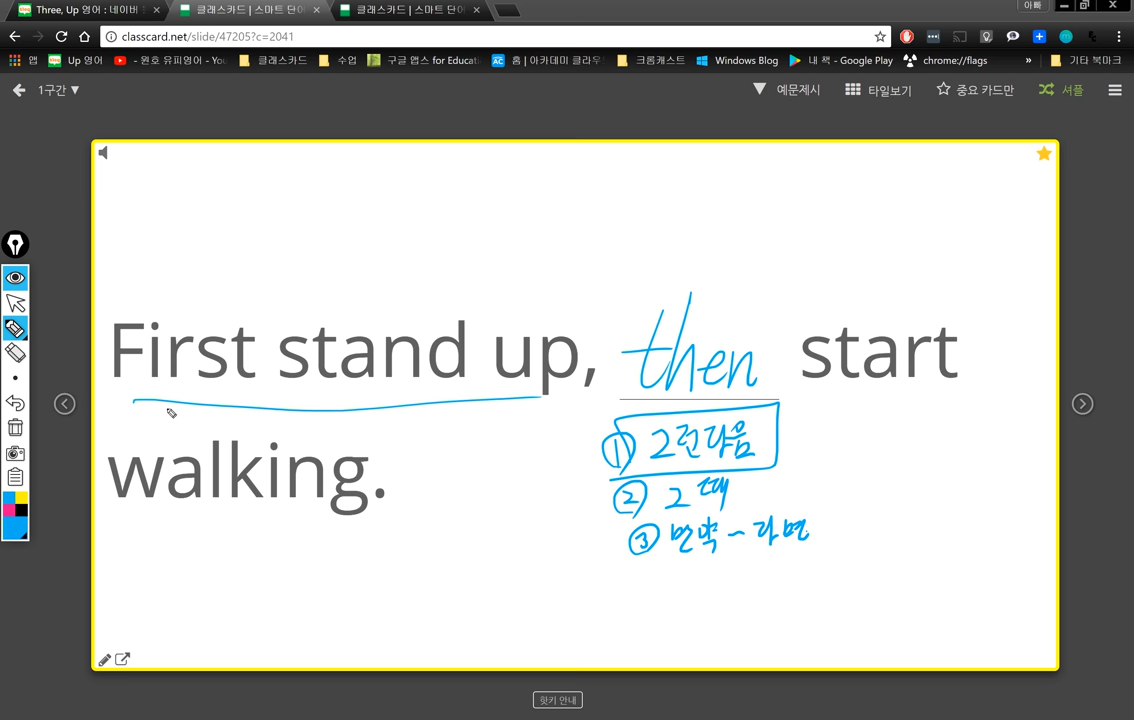 Three, Up 영어 : 네이버
클래스카드 | 스마트 단어
클래스카드 | 스마트 단어
아빠
classcard.net/slide/47205?c=2041
앱
Up 영어
- 원호 유피영어 - You
클래스카드
수업
구글 앱스 for Educati
홈 | 아카데미 클라우드
크롬캐스트
Windows Blog
내 책 - Google Play
chrome://flags
»
기타 북마크
1구간 ▼
▼ 예문제시
타일보기
중요 카드만
셔플
First stand up, then start
walking.
① 그런다음
② 그때
③ 만약 ~ 라면
핫키 안내